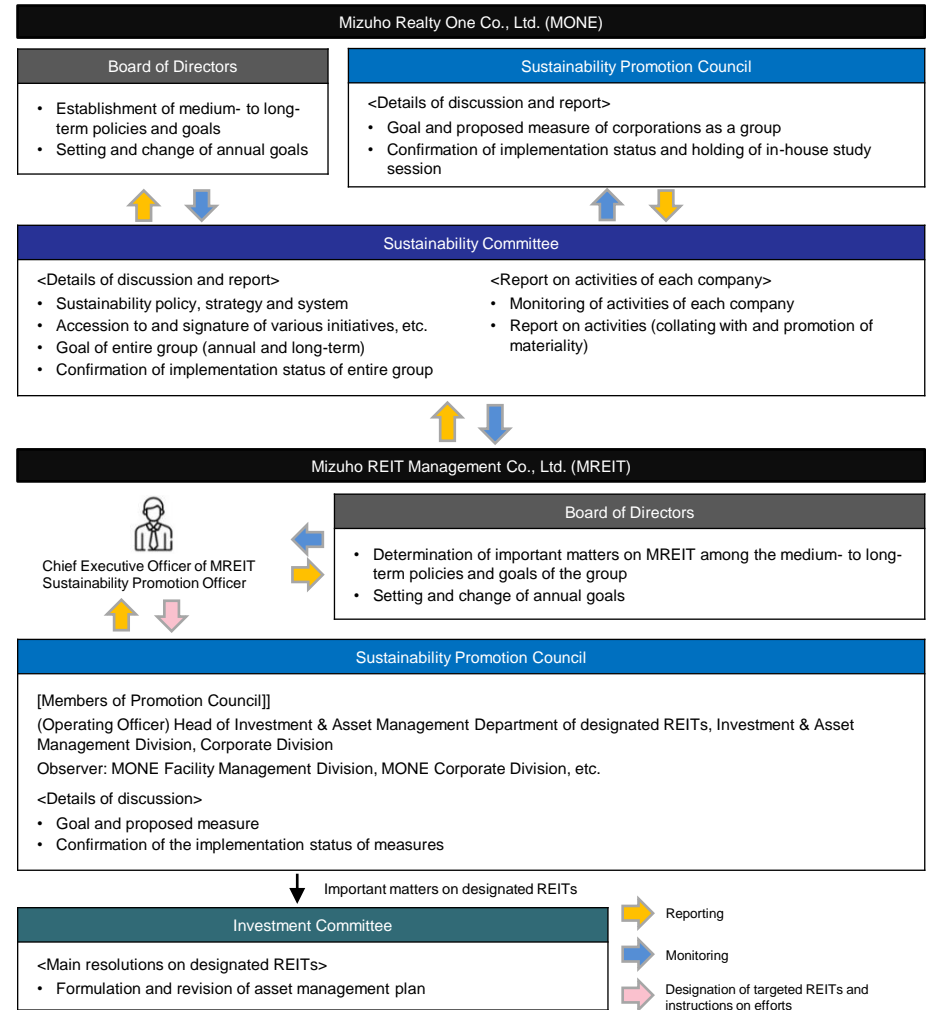 Mizuho Realty One Co., Ltd. (MONE)
Board of Directors
• Establishment of medium- to long-
term policies and goals
• Setting and change of annual goals
Sustainability Promotion Council
<Details of discussion and report>
• Goal and proposed measure of corporations as a group
• Confirmation of implementation status and holding of in-house study
session
Sustainability Committee
<Details of discussion and report>
• Sustainability policy, strategy and system
• Accession to and signature of various initiatives, etc.
• Goal of entire group (annual and long-term)
• Confirmation of implementation status of entire group
<Report on activities of each company>
• Monitoring of activities of each company
• Report on activities (collating with and promotion of
materiality)
Mizuho REIT Management Co., Ltd. (MREIT)
Chief Executive Officer of MREIT
Sustainability Promotion Officer
Board of Directors
• Determination of important matters on MREIT among the medium- to long-
term policies and goals of the group
• Setting and change of annual goals
Sustainability Promotion Council
[Members of Promotion Council]]
(Operating Officer) Head of Investment & Asset Management Department of designated REITs, Investment & Asset
Management Division, Corporate Division
Observer: MONE Facility Management Division, MONE Corporate Division, etc.
<Details of discussion>
• Goal and proposed measure
• Confirmation of the implementation status of measures
Important matters on designated REITs
Investment Committee
<Main resolutions on designated REITs>
• Formulation and revision of asset management plan
Reporting
Monitoring
Designation of targeted REITs and
instructions on efforts